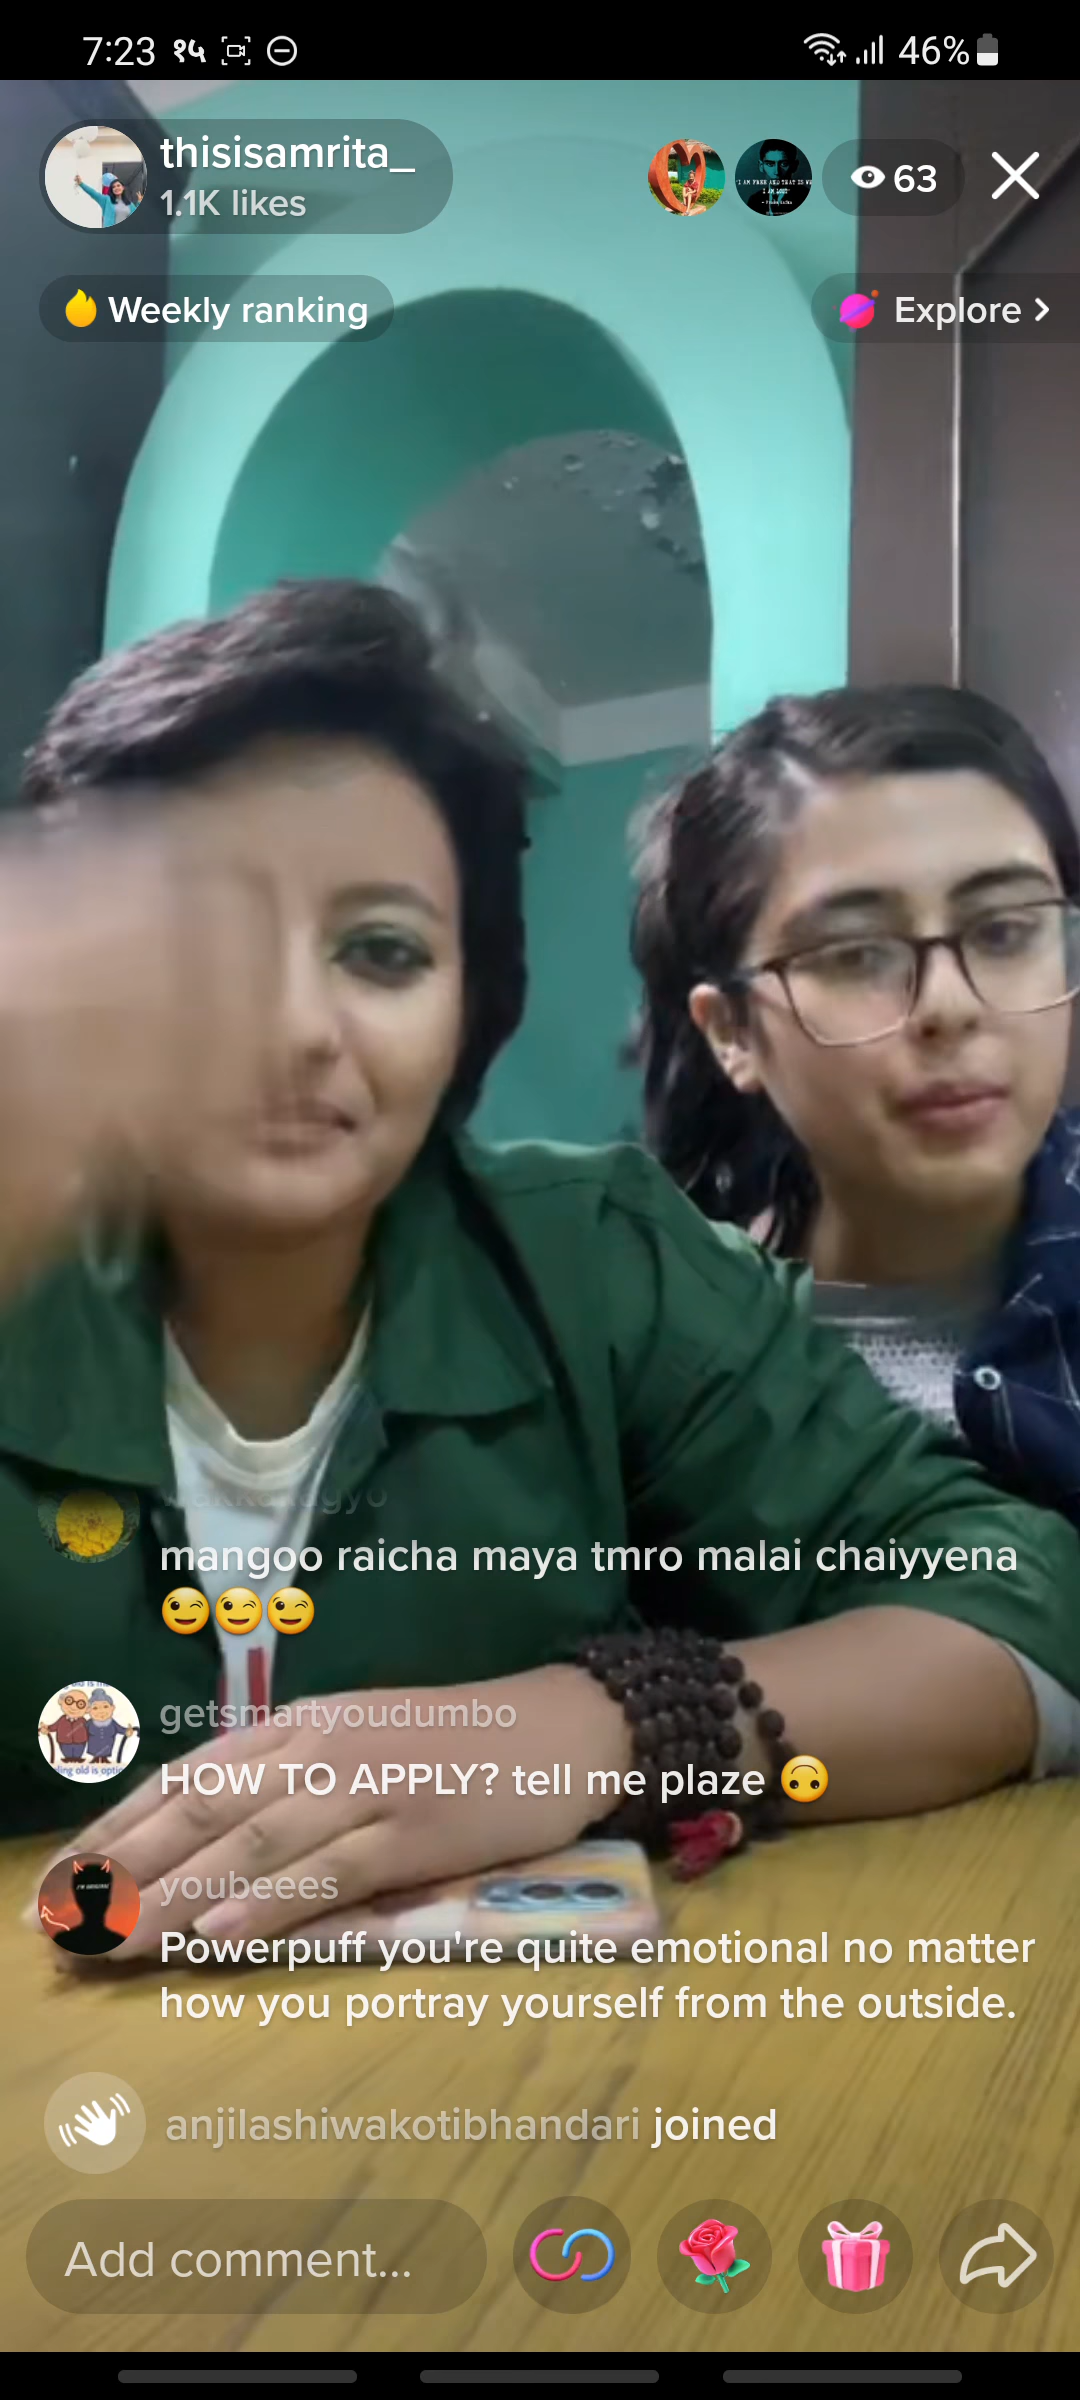 7:23 १५ 46%
thisisamrita_
1.1K likes
63
Weekly ranking
Explore
mangoo raicha maya tmro malai chaiyyena
😉😉😉
getsmartyoudumbo
HOW TO APPLY? tell me plaze 🙃
youbeees
Powerpuff you're quite emotional no matter
how you portray yourself from the outside.
anjilashiwakotibhandari joined
Add comment...